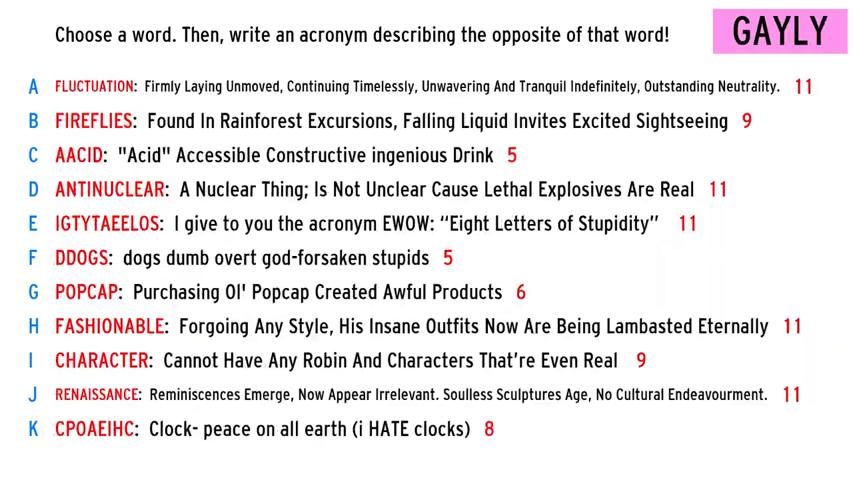 Choose a word. Then, write an acronym describing the opposite of that word!
GAYLY
A FLUCTUATION: Firmly Laying Unmoved, Continuing Timelessly, Unwavering And Tranquil Indefinitely, Outstanding Neutrality. 11
B FIREFLIES: Found In Rainforest Excursions, Falling Liquid Invites Excited Sightseeing 9
C AACID: "Acid" Accessible Constructive ingenious Drink 5
D ANTINUCLEAR: A Nuclear Thing; Is Not Unclear Cause Lethal Explosives Are Real 11
E IGTYTAEELOS: I give to you the acronym EWOW: “Eight Letters of Stupidity” 11
F DDOGS: dogs dumb overt god-forsaken stupids 5
G POPCAP: Purchasing Ol' Popcap Created Awful Products 6
H FASHIONABLE: Forgoing Any Style, His Insane Outfits Now Are Being Lambasted Eternally 11
I CHARACTER: Cannot Have Any Robin And Characters That’re Even Real 9
J RENAISSANCE: Reminiscences Emerge, Now Appear Irrelevant. Soulless Sculptures Age, No Cultural Endeavourment. 11
K CPOAEIHC: Clock- peace on all earth (i HATE clocks) 8